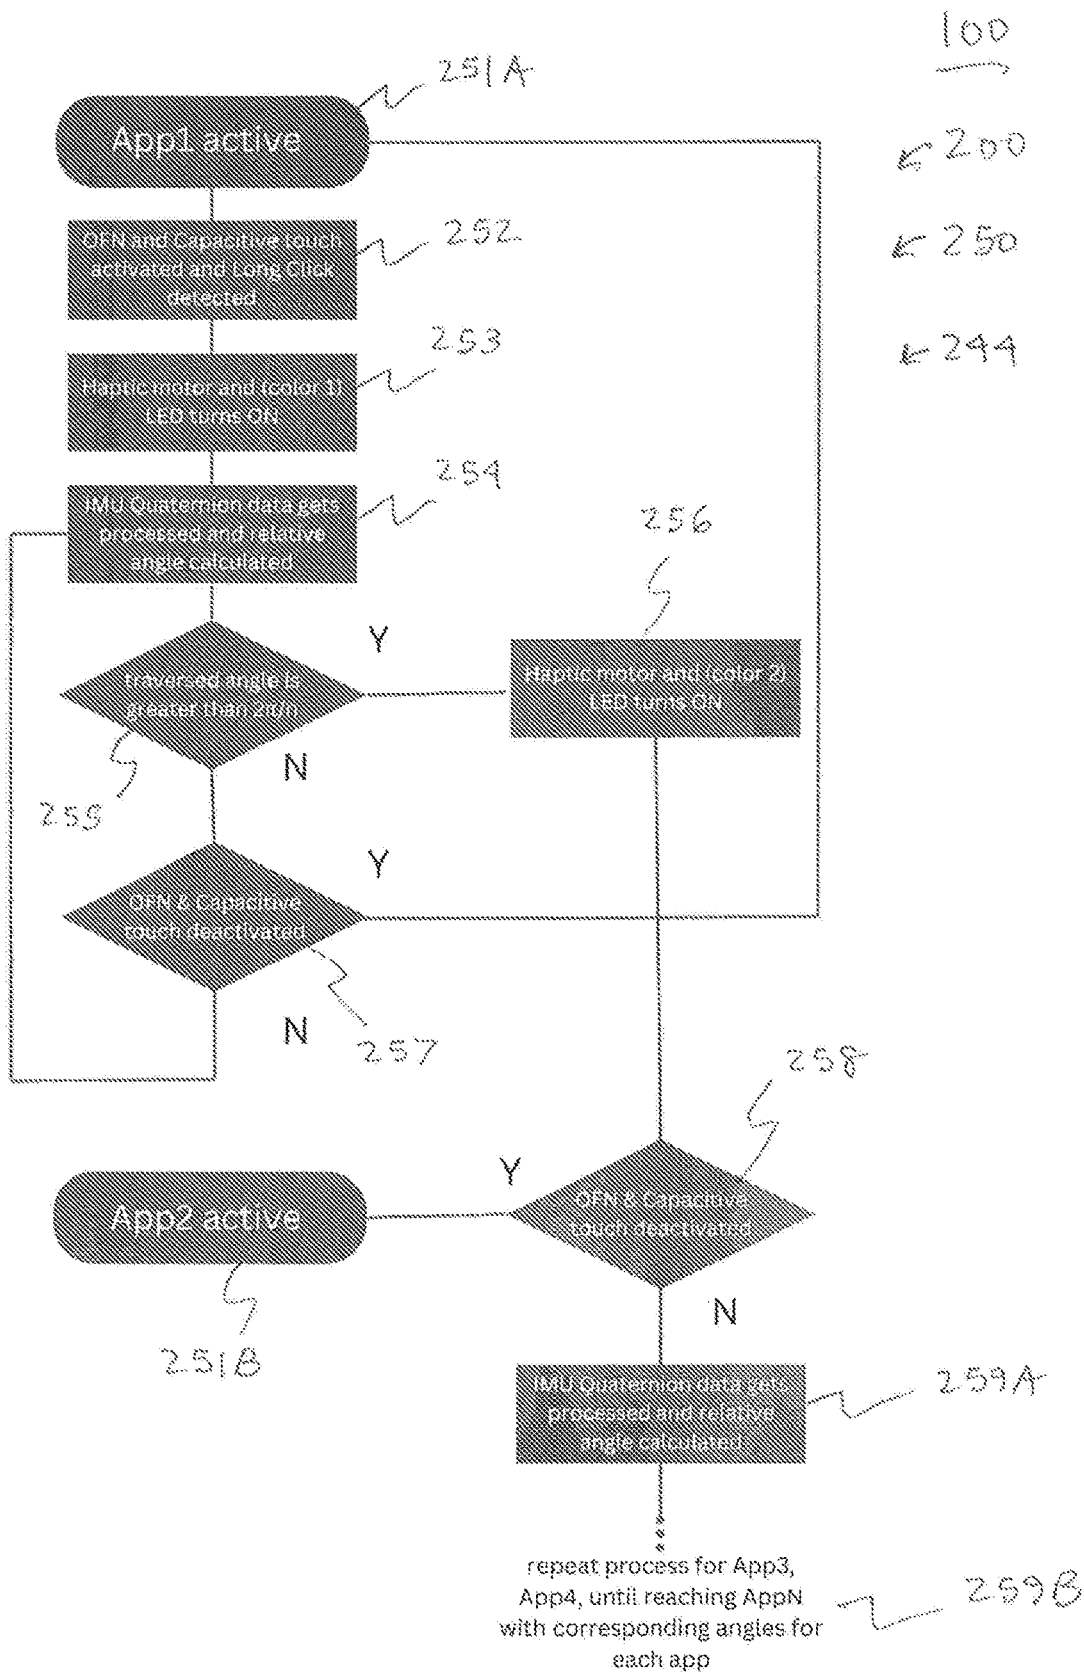 100
251A
App1 active
200
OFN and Capacitive touch
activated and Long Click
detected
252
250
253
244
Haptic motor and (color 1)
LED turns ON
254
IMU Quaternion data gets
processed and relative
angle calculated
256
Y
Traversed angle is
greater than 2π/n
Haptic motor and (color 2)
LED turns ON
N
255
Y
OFN & Capacitive
touch deactivated
N
257
258
Y
OFN & Capacitive
touch deactivated
App2 active
N
251B
259A
IMU Quaternion data gets
processed and relative
angle calculated
repeat process for App3,
App4, until reaching AppN
with corresponding angles for
each app
259B